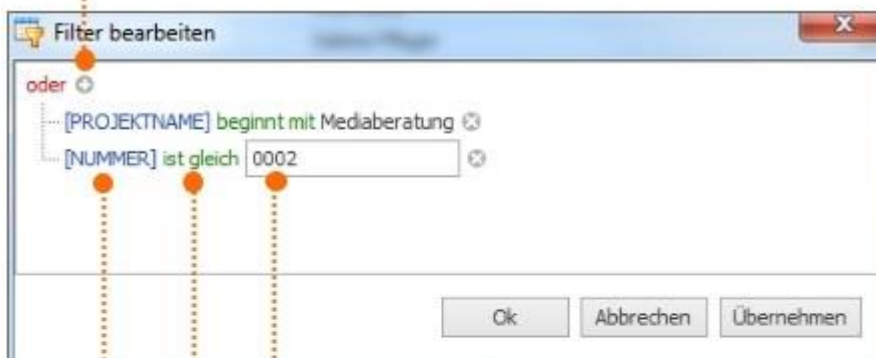 Filter bearbeiten
oder
[PROJEKTNAME] beginnt mit Mediaberatung
[NUMMER] ist gleich 0002
Ok Abbrechen Übernehmen